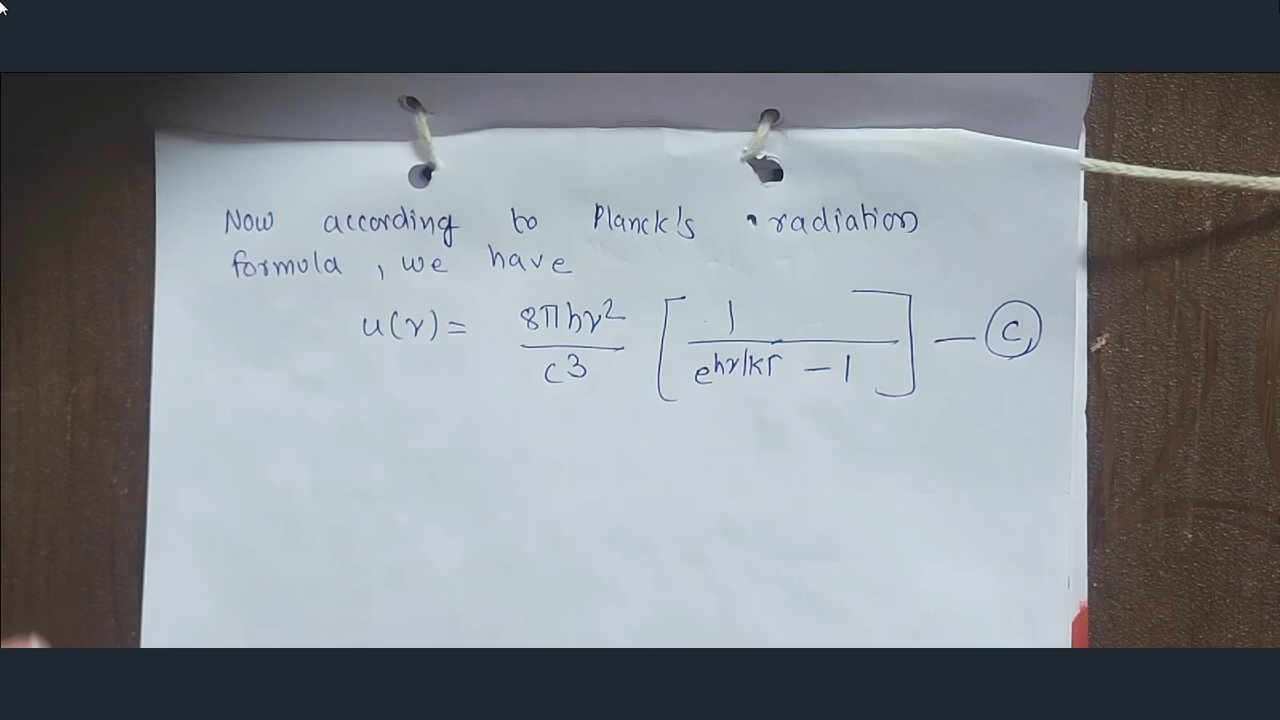 Now according to Planck's radiation
formula, we have
u(ν) = 8πhν²/c3 [1/(e^hν/kT − 1)] — (C)